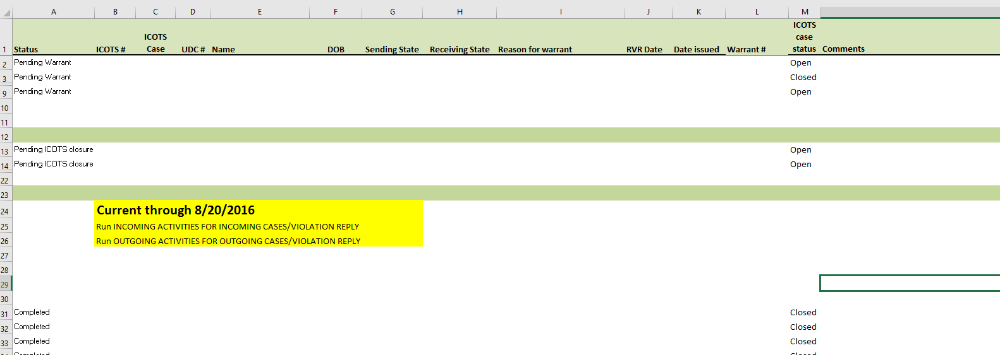 A B C D E F G H I J K L M
1 Status ICOTS # ICOTS Case UDC # Name DOB Sending State Receiving State Reason for warrant RVR Date Date issued Warrant # ICOTS case status Comments
2 Pending Warrant Open
3 Pending Warrant Closed
9 Pending Warrant Open
10
11
12
13 Pending ICOTS closure Open
14 Pending ICOTS closure Open
22
23
24 Current through 8/20/2016
25 Run INCOMING ACTIVITIES FOR INCOMING CASES/VIOLATION REPLY
26 Run OUTGOING ACTIVITIES FOR OUTGOING CASES/VIOLATION REPLY
27
28
29
30
31 Completed Closed
32 Completed Closed
33 Completed Closed
Completed Closed